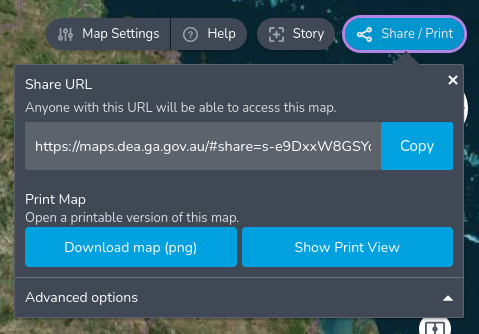 Map Settings
Help
Story
Share / Print
Share URL
Anyone with this URL will be able to access this map.
https://maps.dea.ga.gov.au/#share=s-e9DxxW8GSY
Copy
Print Map
Open a printable version of this map.
Download map (png)
Show Print View
Advanced options